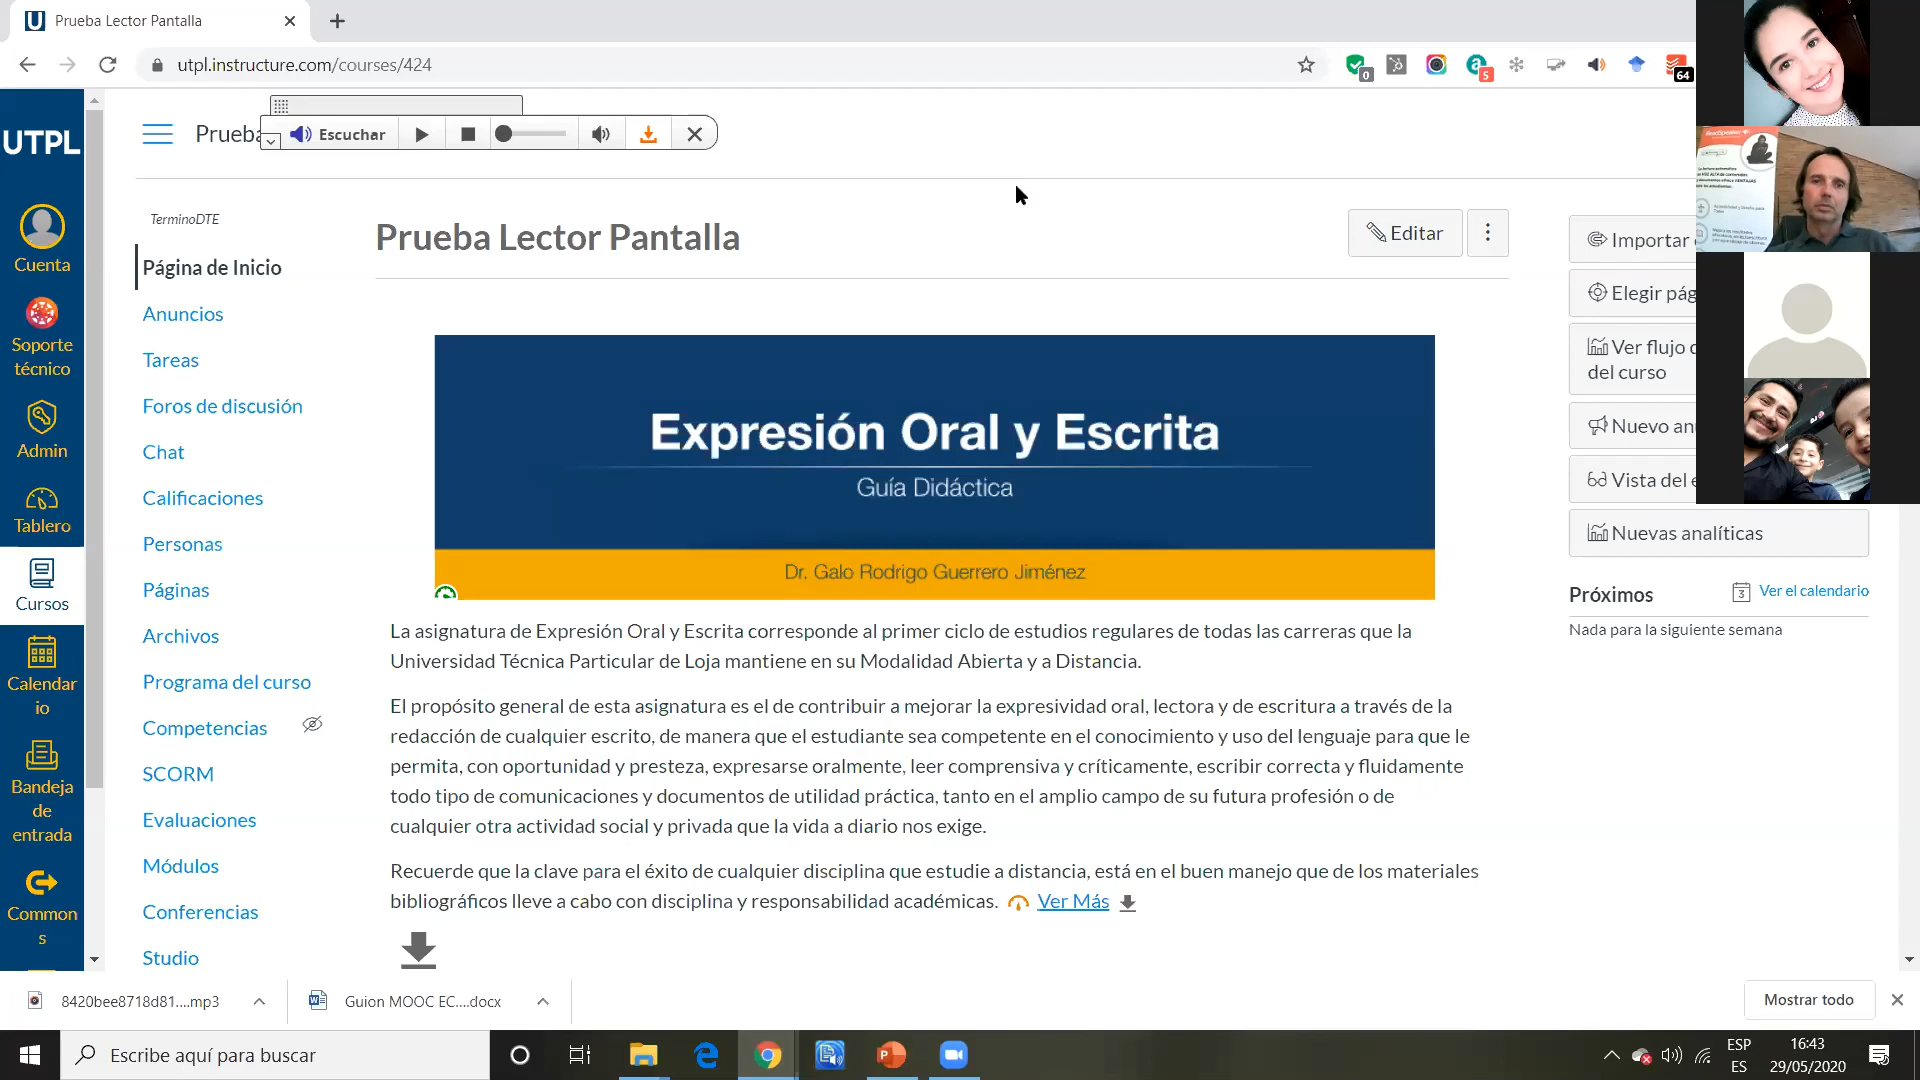 Prueba Lector Pantalla
utpl.instructure.com/courses/424
0
5
64
UTPL
Prueba
Escuchar
Cuenta
Soporte
técnico
Admin
Tablero
Cursos
Calendar
io
Bandeja
de
entrada
Common
s
TerminoDTE
Página de Inicio
Anuncios
Tareas
Foros de discusión
Chat
Calificaciones
Personas
Páginas
Archivos
Programa del curso
Competencias
SCORM
Evaluaciones
Módulos
Conferencias
Studio
Prueba Lector Pantalla
Editar
Expresión Oral y Escrita
Guía Didáctica
Dr. Galo Rodrigo Guerrero Jiménez
La asignatura de Expresión Oral y Escrita corresponde al primer ciclo de estudios regulares de todas las carreras que la
Universidad Técnica Particular de Loja mantiene en su Modalidad Abierta y a Distancia.
El propósito general de esta asignatura es el de contribuir a mejorar la expresividad oral, lectora y de escritura a través de la
redacción de cualquier escrito, de manera que el estudiante sea competente en el conocimiento y uso del lenguaje para que le
permita, con oportunidad y presteza, expresarse oralmente, leer comprensiva y críticamente, escribir correcta y fluidamente
todo tipo de comunicaciones y documentos de utilidad práctica, tanto en el amplio campo de su futura profesión o de
cualquier otra actividad social y privada que la vida a diario nos exige.
Recuerde que la clave para el éxito de cualquier disciplina que estudie a distancia, está en el buen manejo que de los materiales
bibliográficos lleve a cabo con disciplina y responsabilidad académicas. Ver Más
Importar
Elegir pág
Ver flujo
del curso
Nuevo an
Vista del e
Nuevas analíticas
Próximos
3 Ver el calendario
Nada para la siguiente semana
ReadSpeaker
8420bee8718d81....mp3
Guion MOOC EC....docx
Mostrar todo
Escribe aquí para buscar
ESP
ES
16:43
29/05/2020